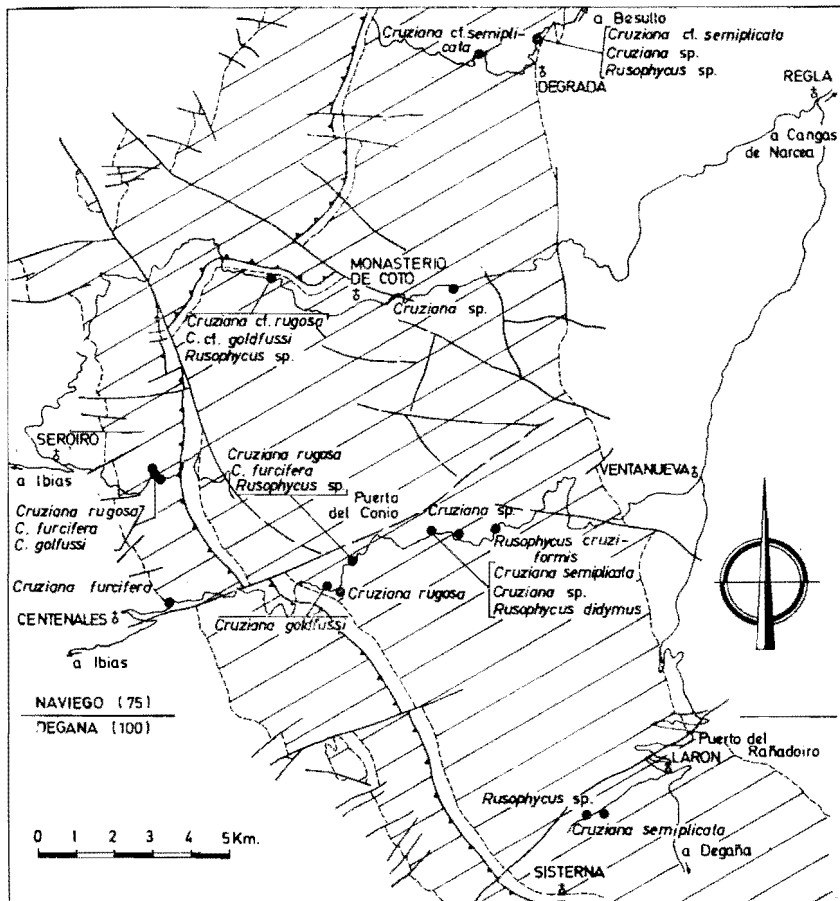 a Besullo
Cruziana cf. sempli-
cata
Cruziana cf. semiplicata
Cruziana sp.
Rusophycus sp.
DEGRADA
REGLA
a Cangas
de Narcea
MONASTERIO
DE COTO
Cruziana sp.
Cruziana cf. rugosa
C. cf. goldfussi
Rusophycus sp.
SEROIRO
a Ibias
Cruziana rugosa
C. furcifera
C. golfussi
Cruziana rugosa
C. furcifera
Rusophycus sp.
Puerto
del Conio
Cruziana sp.
VENTANUEVA
Rusophycus cruzi-
formis
Cruziana semiplicata
Cruziana sp.
Rusophycus didymus
Cruziana furcifera
Cruziana rugosa
CENTENALES
Cruziana goldfussi
a Ibias
NAVIEGO (75)
DEGANA (100)
Puerto del
Rañadoiro
LARON
Rusophycus sp.
Cruziana semiplicata
a Degaña
0 1 2 3 4 5 Km.
SISTERNA